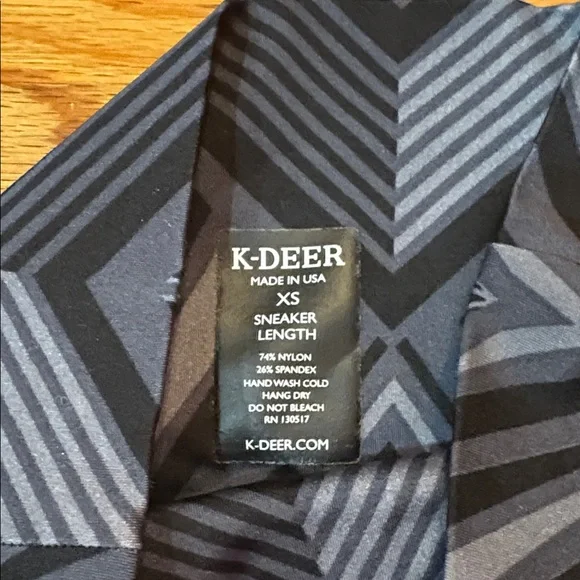 K-DEER
MADE IN USA
XS
SNEAKER
LENGTH
74% NYLON
26% SPANDEX
HAND WASH COLD
HANG DRY
DO NOT BLEACH
RN 130517
K-DEER.COM